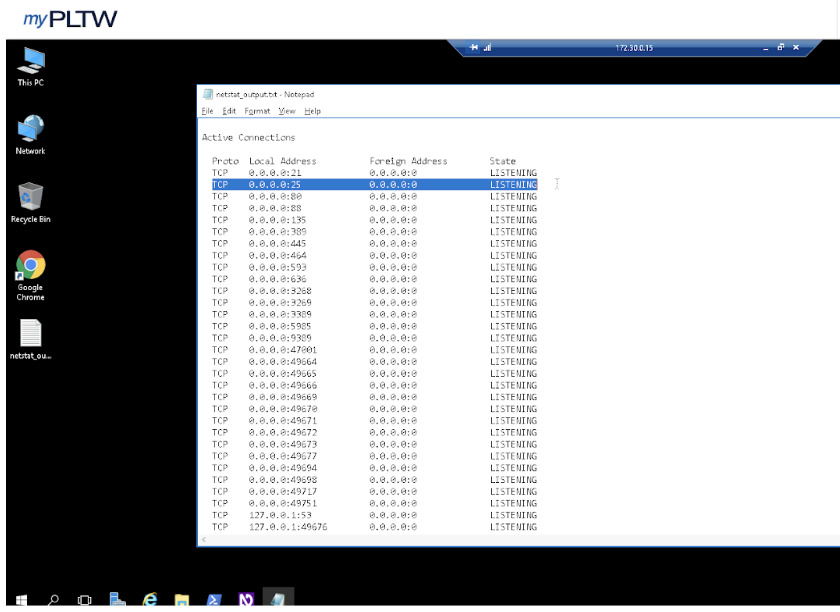 myPLTW
172.30.0.15
This PC
Network
Recycle Bin
Google
Chrome
netstat_ou...
netstat_output.txt - Notepad
File Edit Format View Help
Active Connections
Proto Local Address Foreign Address State
TCP 0.0.0.0:21 0.0.0.0:0 LISTENING
TCP 0.0.0.0:25 0.0.0.0:0 LISTENING
TCP 0.0.0.0:80 0.0.0.0:0 LISTENING
TCP 0.0.0.0:88 0.0.0.0:0 LISTENING
TCP 0.0.0.0:135 0.0.0.0:0 LISTENING
TCP 0.0.0.0:389 0.0.0.0:0 LISTENING
TCP 0.0.0.0:445 0.0.0.0:0 LISTENING
TCP 0.0.0.0:464 0.0.0.0:0 LISTENING
TCP 0.0.0.0:593 0.0.0.0:0 LISTENING
TCP 0.0.0.0:636 0.0.0.0:0 LISTENING
TCP 0.0.0.0:3268 0.0.0.0:0 LISTENING
TCP 0.0.0.0:3269 0.0.0.0:0 LISTENING
TCP 0.0.0.0:3389 0.0.0.0:0 LISTENING
TCP 0.0.0.0:5985 0.0.0.0:0 LISTENING
TCP 0.0.0.0:9389 0.0.0.0:0 LISTENING
TCP 0.0.0.0:47001 0.0.0.0:0 LISTENING
TCP 0.0.0.0:49664 0.0.0.0:0 LISTENING
TCP 0.0.0.0:49665 0.0.0.0:0 LISTENING
TCP 0.0.0.0:49666 0.0.0.0:0 LISTENING
TCP 0.0.0.0:49669 0.0.0.0:0 LISTENING
TCP 0.0.0.0:49670 0.0.0.0:0 LISTENING
TCP 0.0.0.0:49671 0.0.0.0:0 LISTENING
TCP 0.0.0.0:49672 0.0.0.0:0 LISTENING
TCP 0.0.0.0:49673 0.0.0.0:0 LISTENING
TCP 0.0.0.0:49677 0.0.0.0:0 LISTENING
TCP 0.0.0.0:49694 0.0.0.0:0 LISTENING
TCP 0.0.0.0:49698 0.0.0.0:0 LISTENING
TCP 0.0.0.0:49717 0.0.0.0:0 LISTENING
TCP 0.0.0.0:49751 0.0.0.0:0 LISTENING
TCP 127.0.0.1:53 0.0.0.0:0 LISTENING
TCP 127.0.0.1:49676 0.0.0.0:0 LISTENING